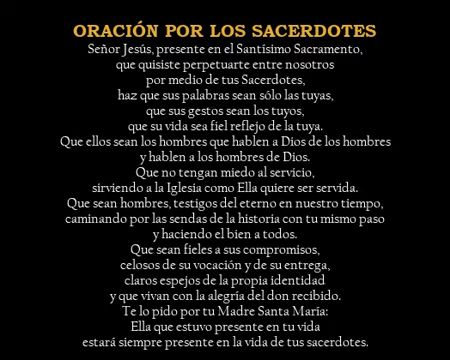 ORACIÓN POR LOS SACERDOTES
Señor Jesús, presente en el Santísimo Sacramento,
que quisiste perpetuarte entre nosotros
por medio de tus Sacerdotes,
haz que sus palabras sean sólo las tuyas,
que sus gestos sean los tuyos,
que su vida sea fiel reflejo de la tuya.
Que ellos sean los hombres que hablen a Dios de los hombres
y hablen a los hombres de Dios.
Que no tengan miedo al servicio,
sirviendo a la Iglesia como Ella quiere ser servida.
Que sean hombres, testigos del eterno en nuestro tiempo,
caminando por las sendas de la historia con tu mismo paso
y haciendo el bien a todos.
Que sean fieles a sus compromisos,
celosos de su vocación y de su entrega,
claros espejos de la propia identidad
y que vivan con la alegría del don recibido.
Te lo pido por tu Madre Santa María:
Ella que estuvo presente en tu vida
estará siempre presente en la vida de tus sacerdotes.